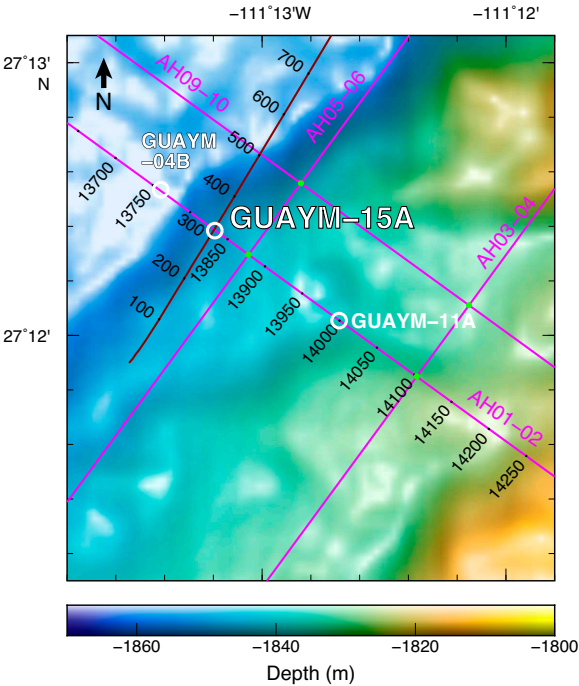 −111°13'W
−111°12'
27°13'
N
N
700
AH09−10
600
AH05−06
500
GUAYM
−04B
400
13700
13750
300
GUAYM−15A
AH03−04
13850
200
13900
100
13950
27°12'
14000
GUAYM−11A
14050
14100
AH01−02
14150
14200
14250
−1860
−1840
−1820
−1800
Depth (m)